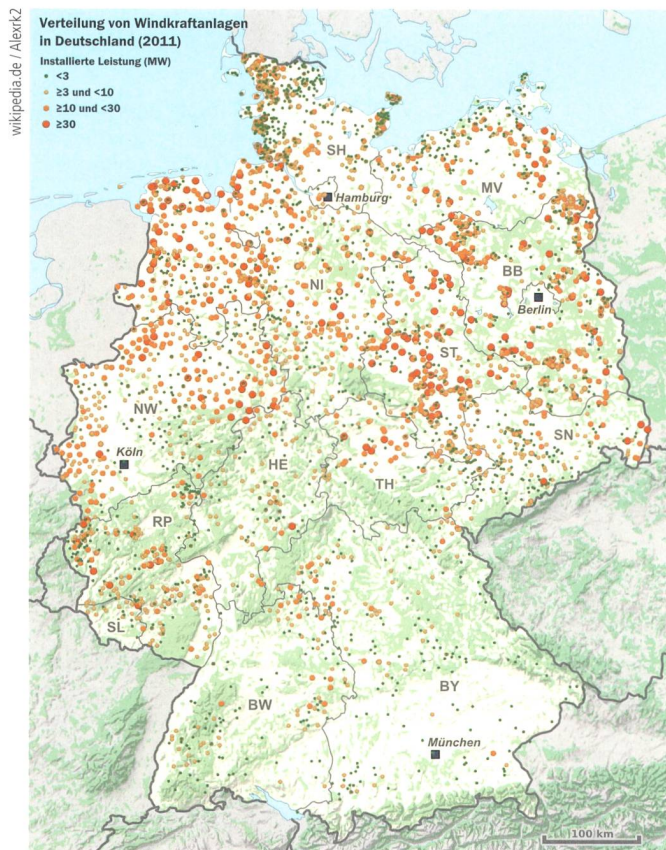 wikipedia.de / Alexrk2
Verteilung von Windkraftanlagen
in Deutschland (2011)
Installierte Leistung (MW)
<3
≥3 und <10
≥10 und <30
≥30
SH
Hamburg
MV
NI
BB
Berlin
ST
NW
Köln
HE
SN
TH
RP
SL
BW
BY
München
100 km